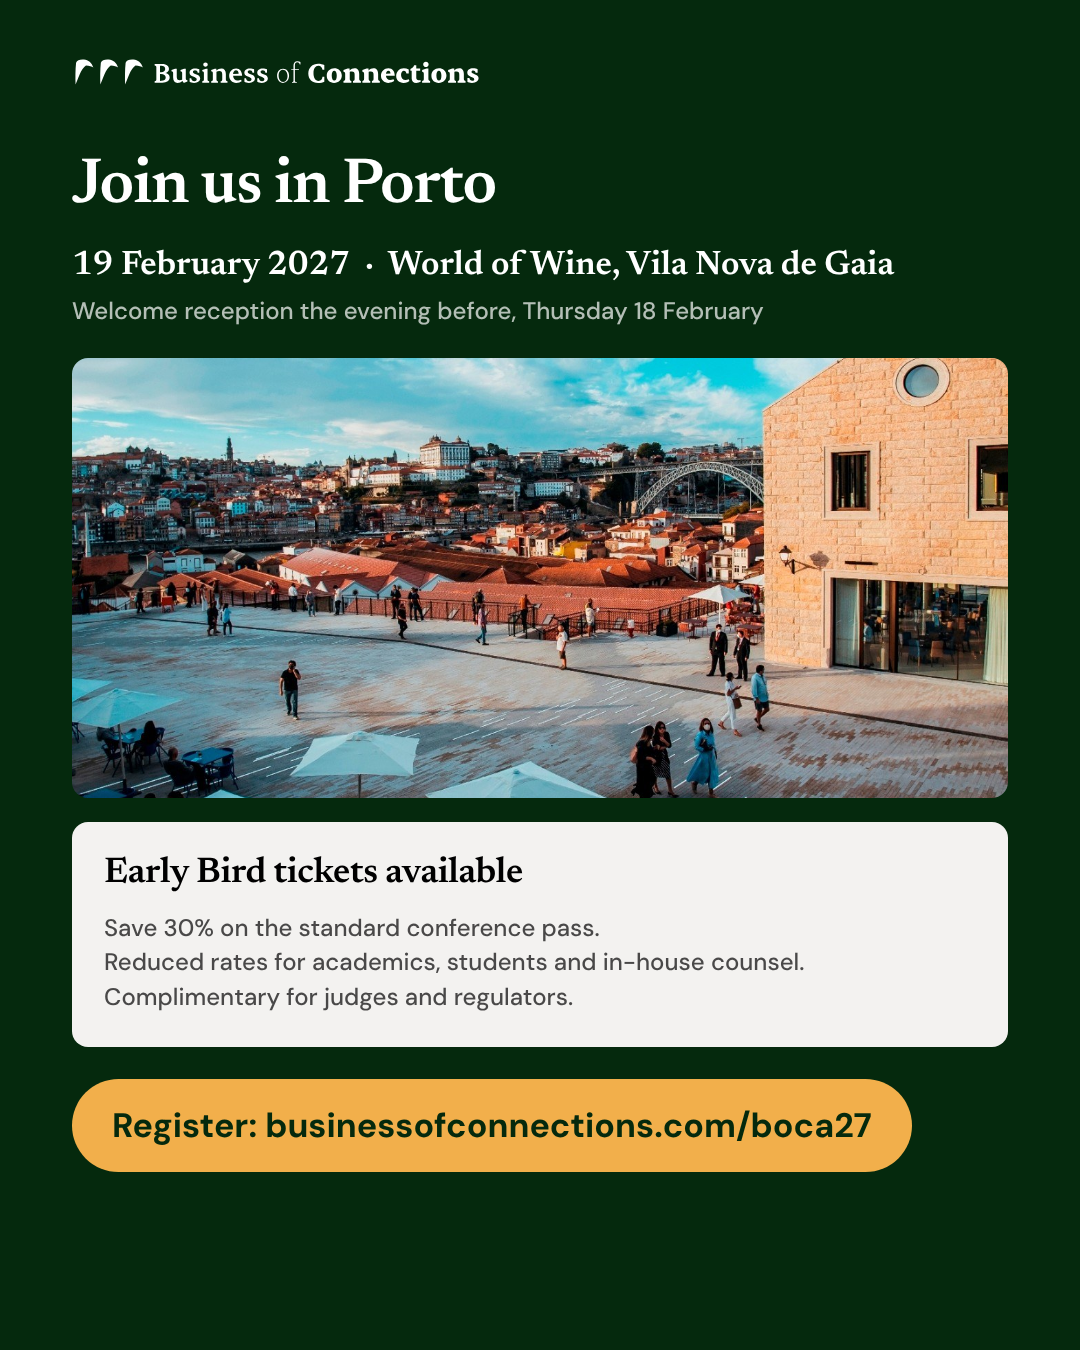 Business of Connections
Join us in Porto
19 February 2027 · World of Wine, Vila Nova de Gaia
Welcome reception the evening before, Thursday 18 February
Early Bird tickets available
Save 30% on the standard conference pass.
Reduced rates for academics, students and in-house counsel.
Complimentary for judges and regulators.
Register: businessofconnections.com/boca27